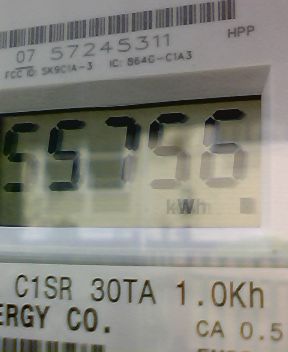 HPP
07 57245311
FCC ID: SK9C1A-3 IC: 864G-C1A3
55756
kWh
C1SR 30TA 1.0Kh
ERGY CO.
CA 0.5